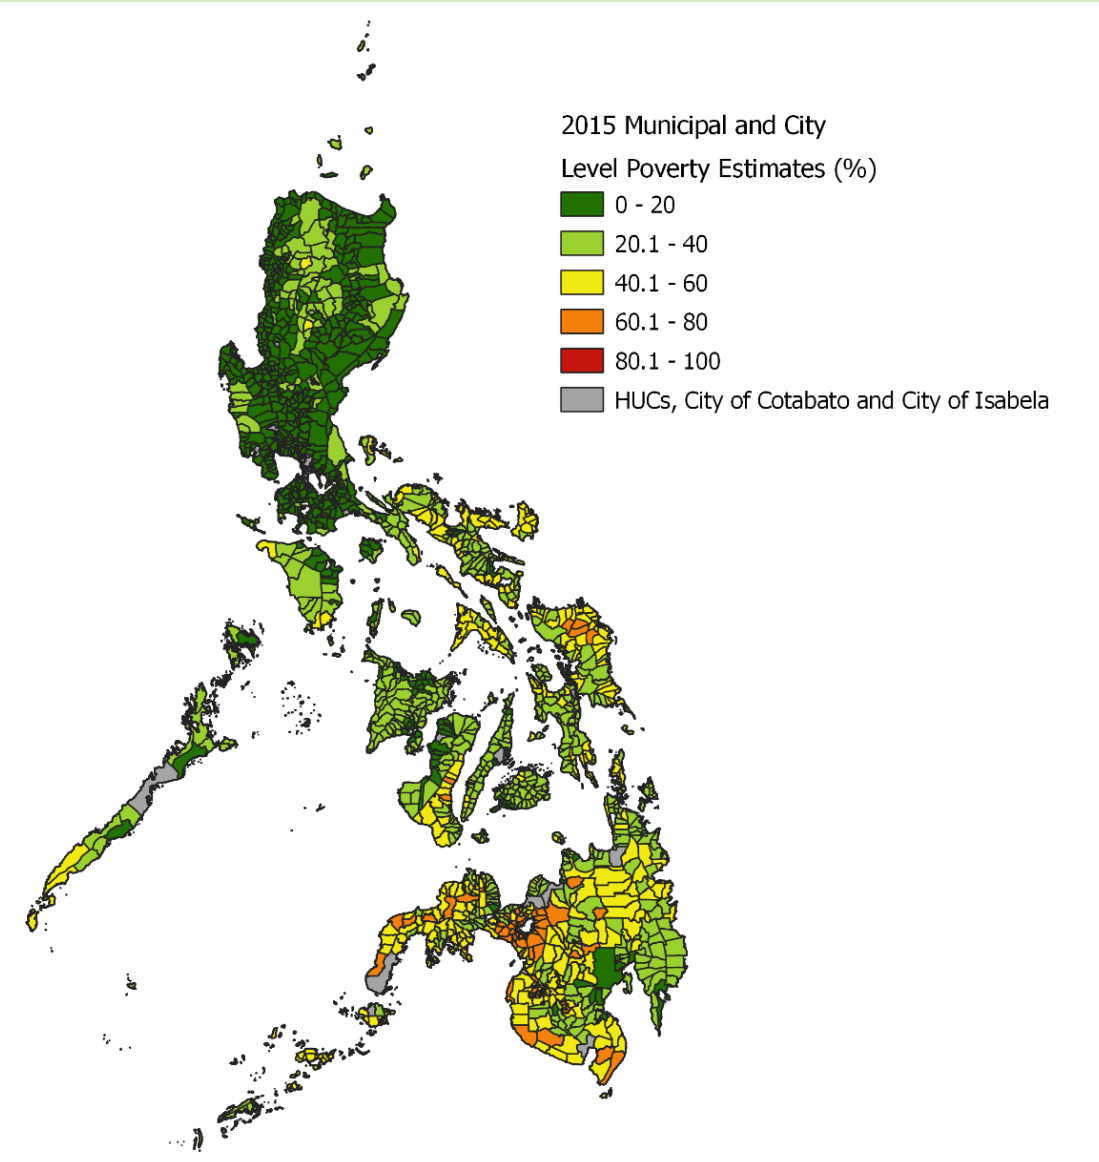 2015 Municipal and City
Level Poverty Estimates (%)
0 - 20
20.1 - 40
40.1 - 60
60.1 - 80
80.1 - 100
HUCs, City of Cotabato and City of Isabela